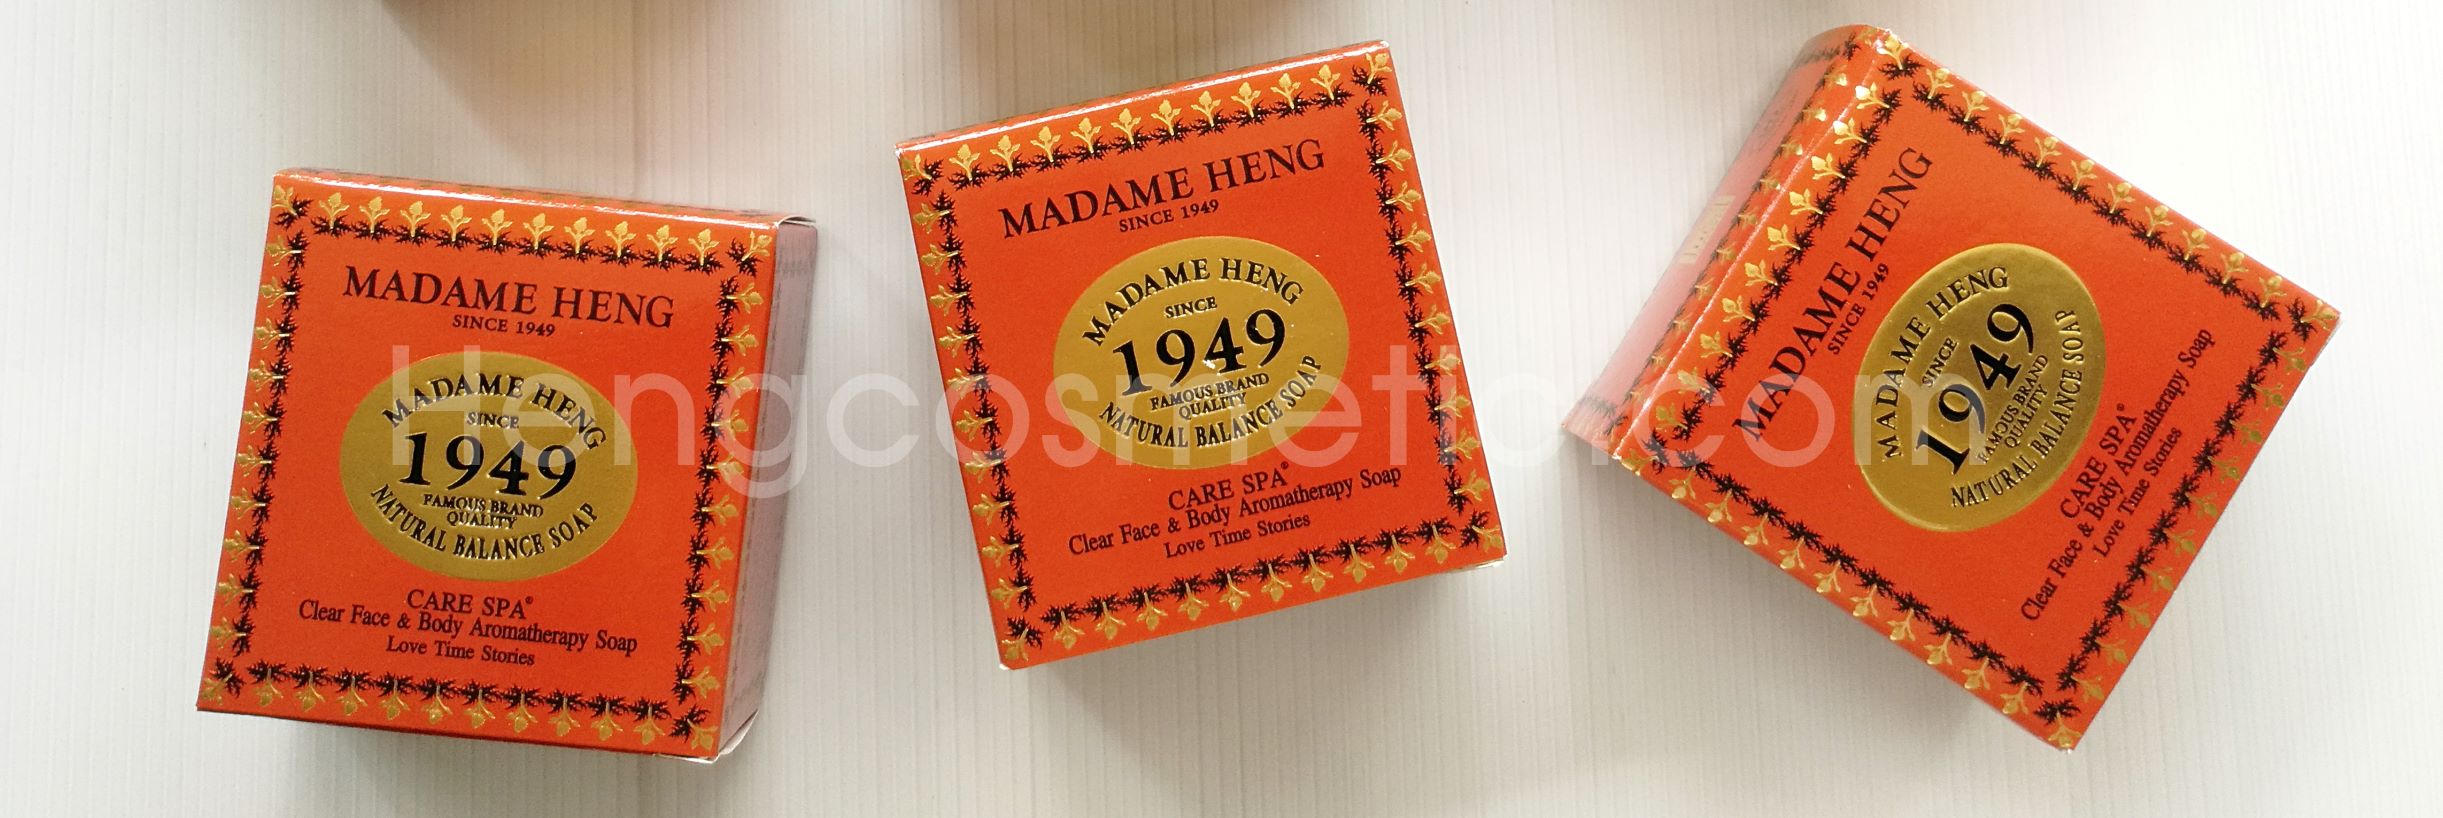 MADAME HENG
SINCE 1949
MADAME HENG
SINCE
1949
FAMOUS BRAND
QUALITY
NATURAL BALANCE SOAP
CARE SPA®
Clear Face & Body Aromatherapy Soap
Love Time Stories
MADAME HENG
SINCE 1949
MADAME HENG
SINCE
1949
FAMOUS BRAND
QUALITY
NATURAL BALANCE SOAP
CARE SPA®
Clear Face & Body Aromatherapy Soap
Love Time Stories
MADAME HENG
SINCE 1949
MADAME HENG
SINCE
1949
FAMOUS BRAND
QUALITY
NATURAL BALANCE SOAP
CARE SPA®
Clear Face & Body Aromatherapy Soap
Love Time Stories
Hengcosmetic.com